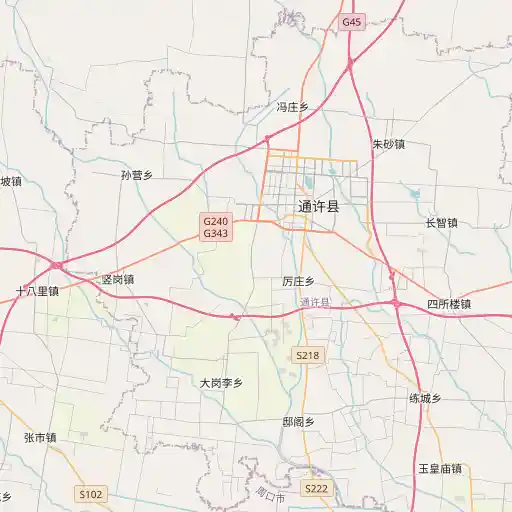 G45
冯庄乡
朱砂镇
孙营乡
坡镇
通许县
长智镇
G240
G343
厉庄乡
竖岗镇
十八里镇
通许县
四所楼镇
S218
大岗李乡
练城乡
邸阁乡
张市镇
玉皇庙镇
S102
周口市
S222
乡